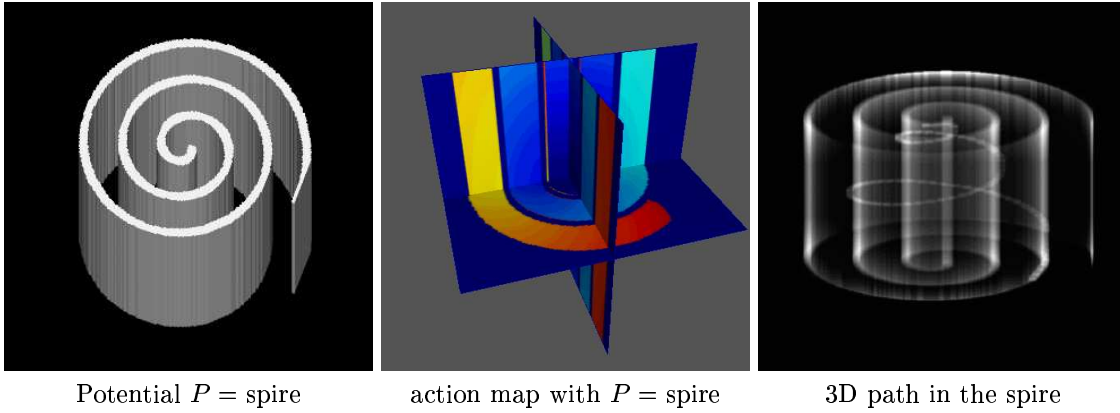 Potential P = spire
action map with P = spire
3D path in the spire